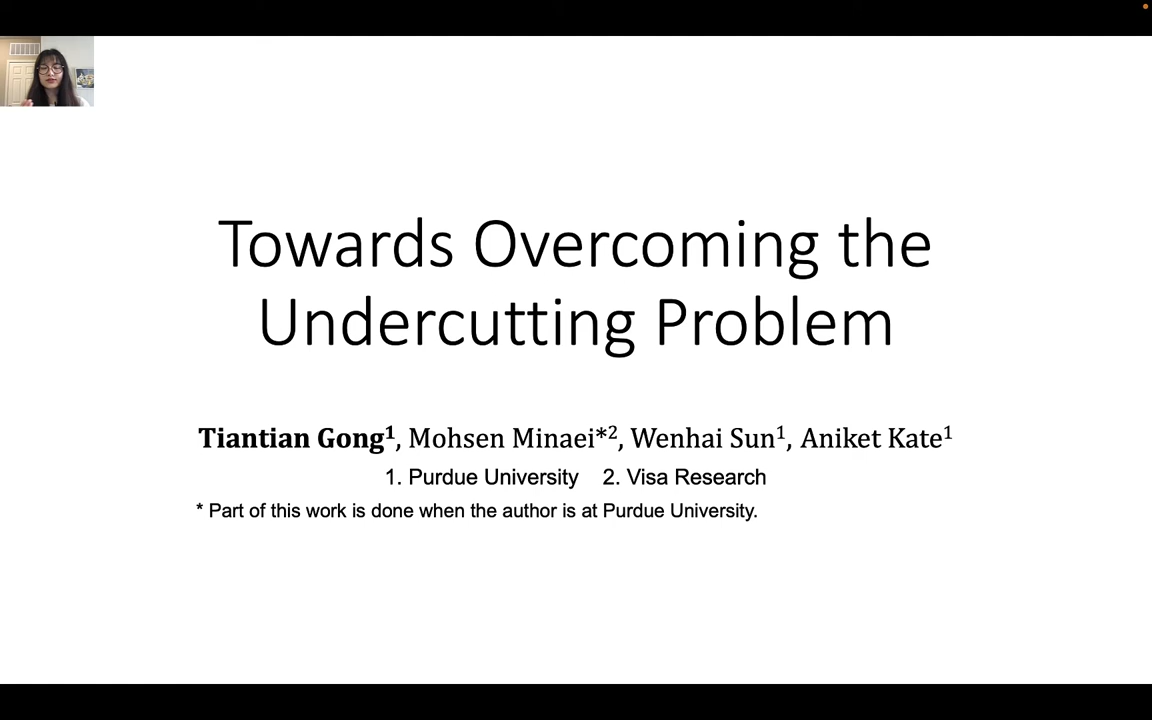 Towards Overcoming the
Undercutting Problem
Tiantian Gong¹, Mohsen Minaei*², Wenhai Sun¹, Aniket Kate¹
1. Purdue University 2. Visa Research
* Part of this work is done when the author is at Purdue University.